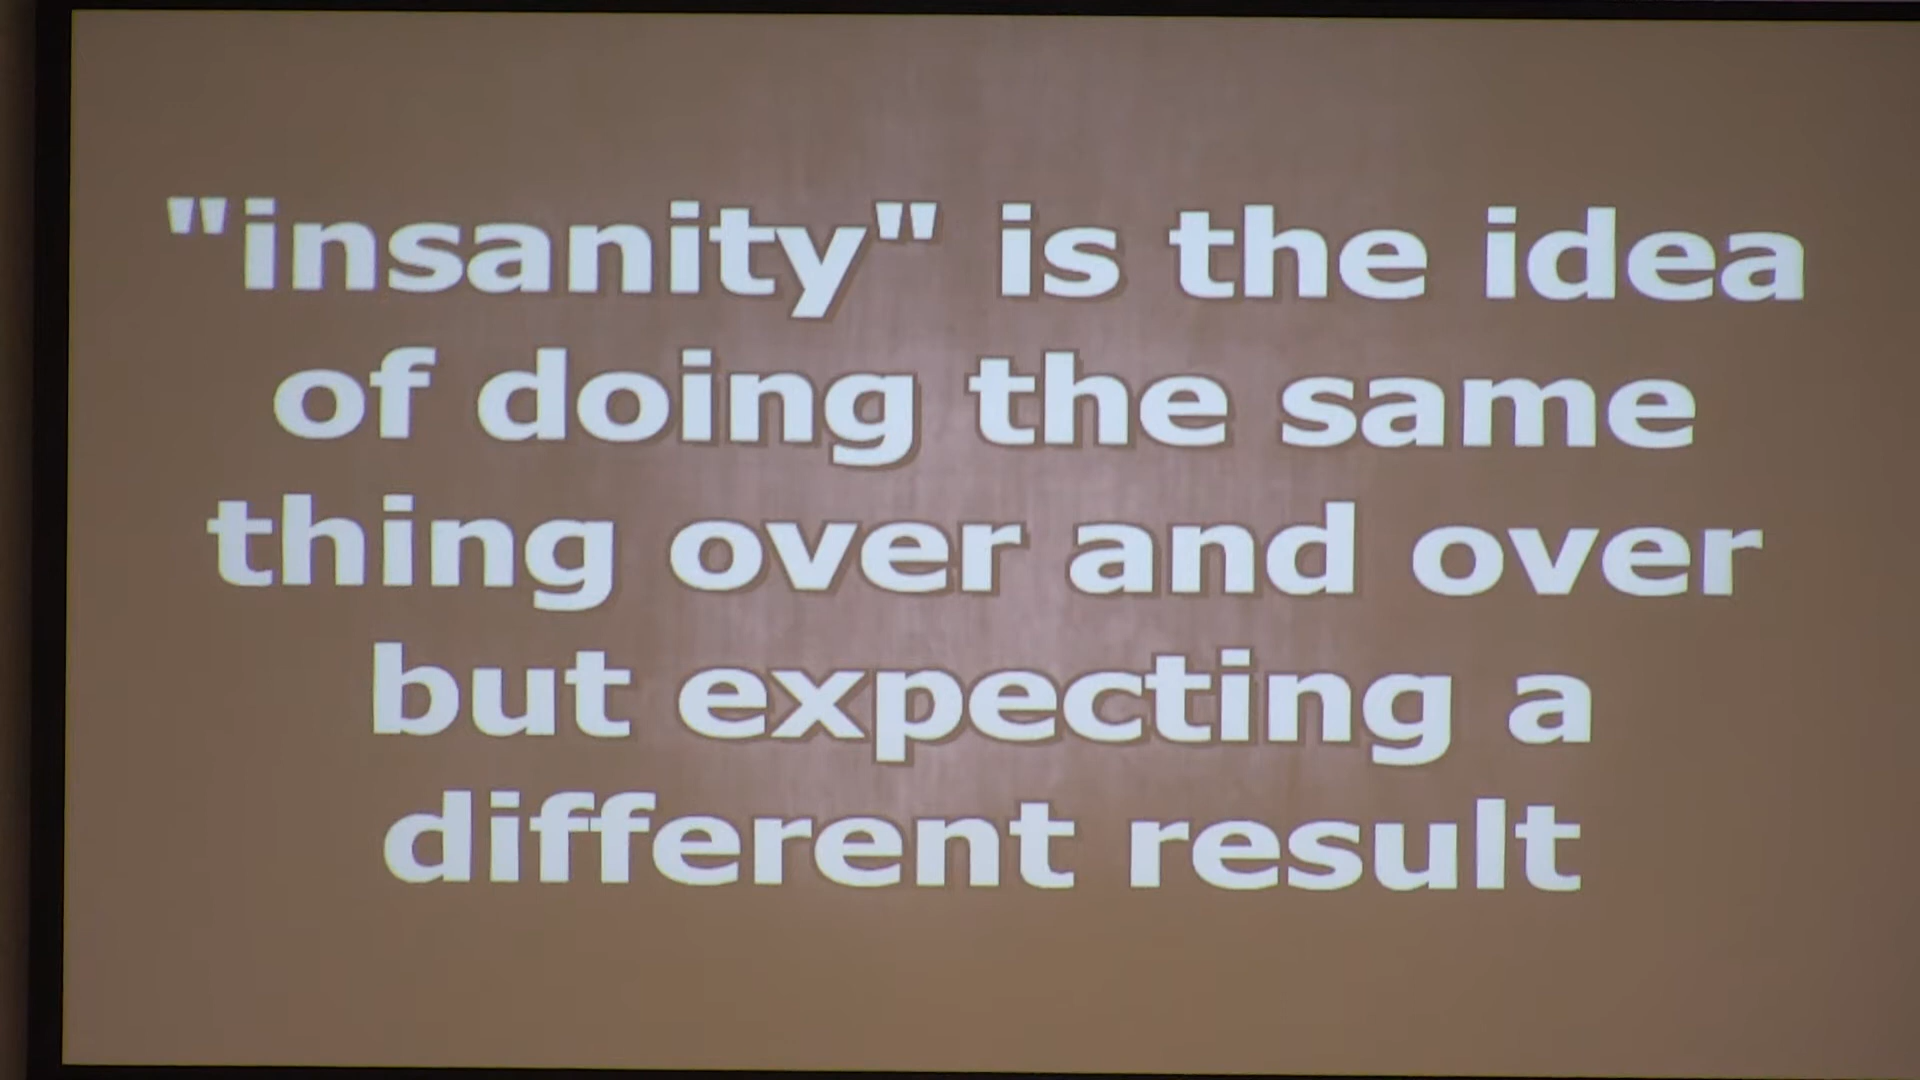 "insanity" is the idea
of doing the same
thing over and over
but expecting a
different result